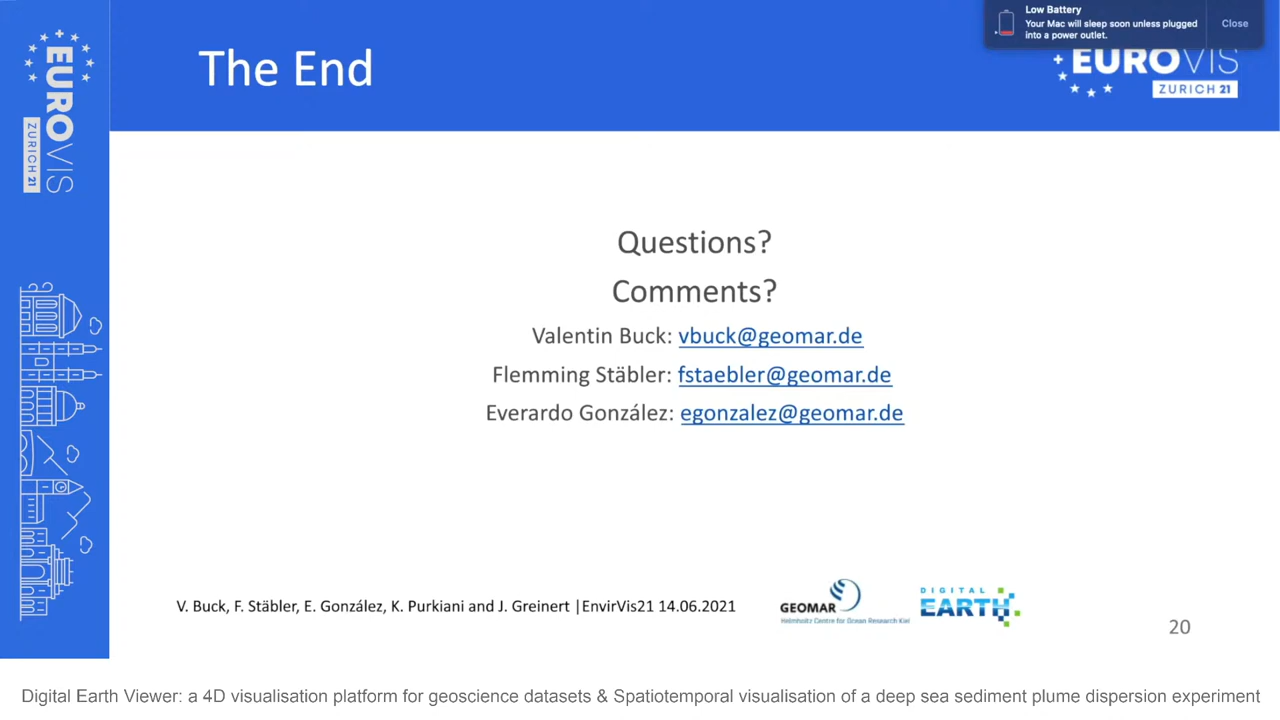 The End
Low Battery
Your Mac will sleep soon unless plugged
into a power outlet.
Close
EUROVIS
ZURICH 21
EUROVIS
ZURICH 21
Questions?
Comments?
Valentin Buck: vbuck@geomar.de
Flemming Stäbler: fstaebler@geomar.de
Everardo González: egonzalez@geomar.de
V. Buck, F. Stäbler, E. González, K. Purkiani and J. Greinert |EnvirVis21 14.06.2021
GEOMAR
Helmholtz Centre for Ocean Research Kiel
DIGITAL
EARTH
20
Digital Earth Viewer: a 4D visualisation platform for geoscience datasets & Spatiotemporal visualisation of a deep sea sediment plume dispersion experiment